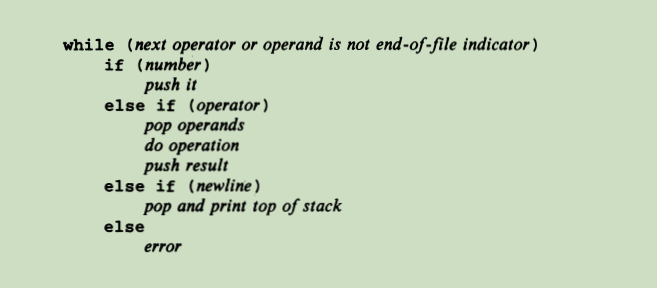 while (next operator or operand is not end-of-file indicator)
if (number)
push it
else if (operator)
pop operands
do operation
push result
else if (newline)
pop and print top of stack
else
error